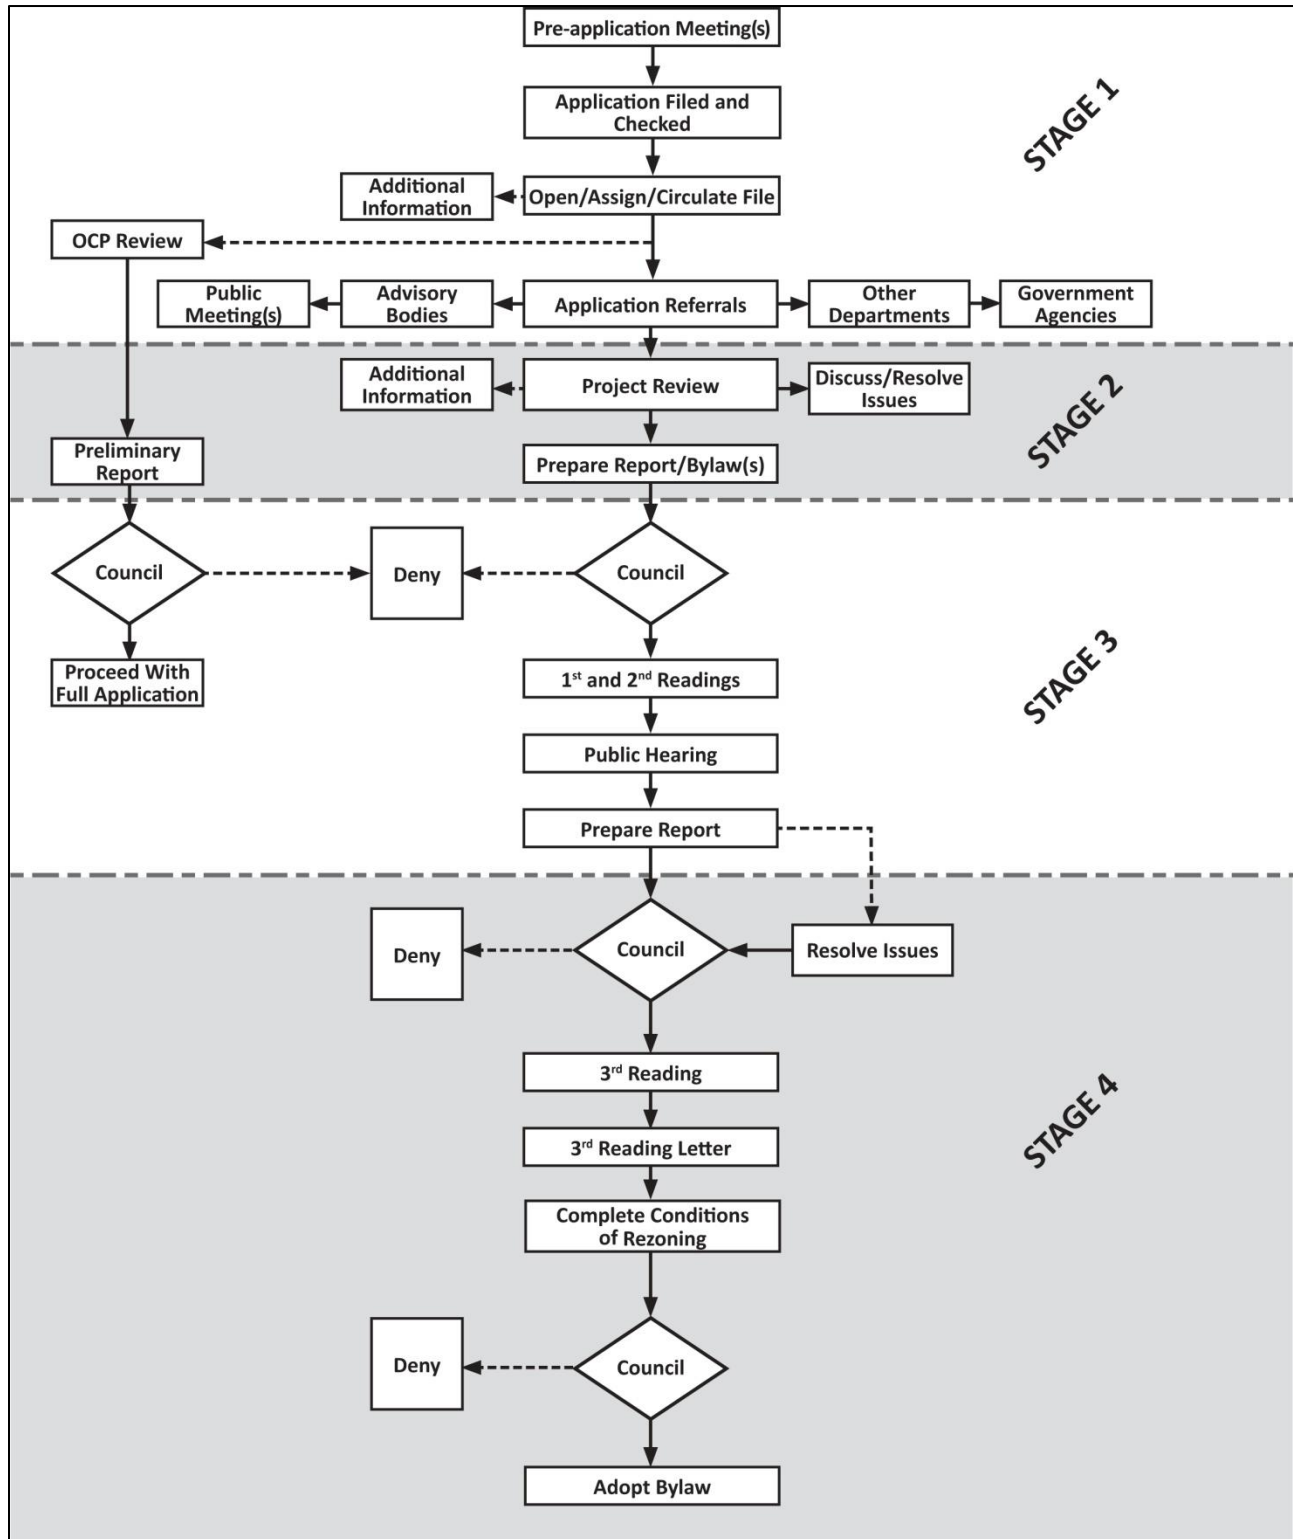 Pre-application Meeting(s)
Application Filed and
Checked
STAGE 1
Additional
Information
Open/Assign/Circulate File
OCP Review
Public
Meeting(s)
Advisory
Bodies
Application Referrals
Other
Departments
Government
Agencies
Additional
Information
Project Review
Discuss/Resolve
Issues
STAGE 2
Preliminary
Report
Prepare Report/Bylaw(s)
Council
Deny
Council
Proceed With
Full Application
1st and 2nd Readings
STAGE 3
Public Hearing
Prepare Report
Deny
Council
Resolve Issues
3rd Reading
STAGE 4
3rd Reading Letter
Complete Conditions
of Rezoning
Deny
Council
Adopt Bylaw